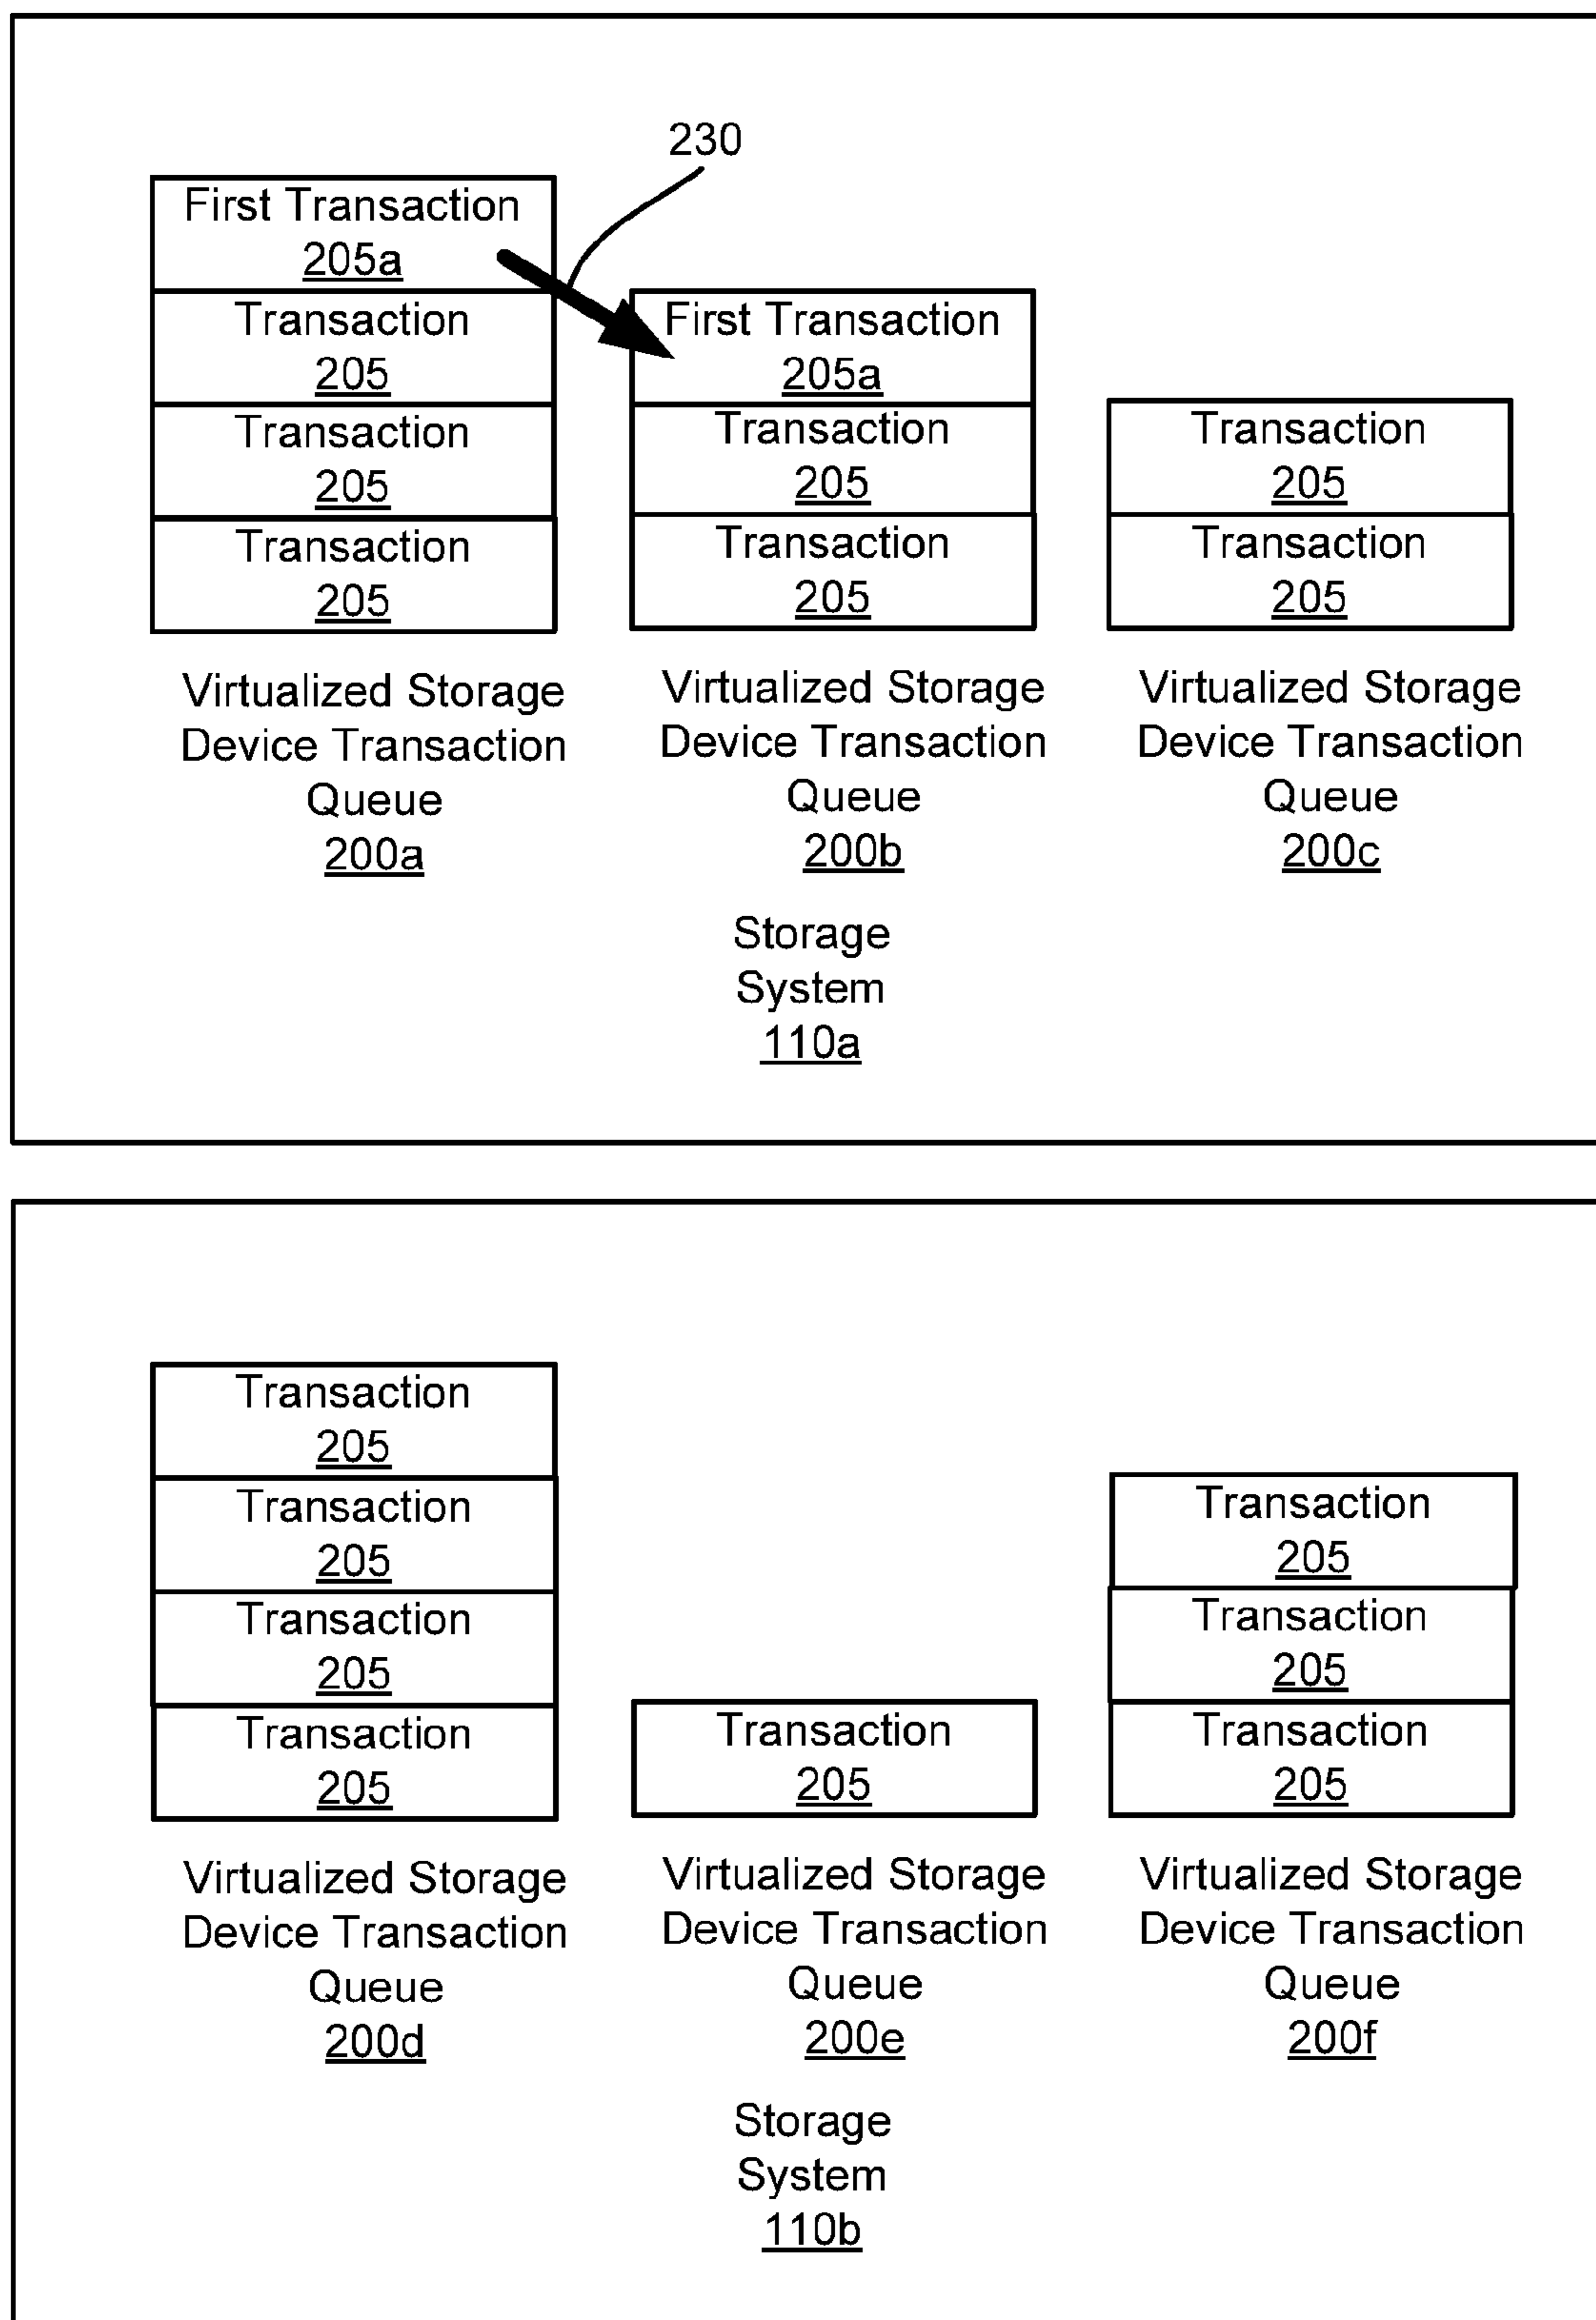 230
First Transaction
205a
Transaction
205
Transaction
205
Transaction
205
Virtualized Storage
Device Transaction
Queue
200a
First Transaction
205a
Transaction
205
Transaction
205
Virtualized Storage
Device Transaction
Queue
200b
Transaction
205
Transaction
205
Virtualized Storage
Device Transaction
Queue
200c
Storage
System
110a
Transaction
205
Transaction
205
Transaction
205
Transaction
205
Virtualized Storage
Device Transaction
Queue
200d
Transaction
205
Virtualized Storage
Device Transaction
Queue
200e
Transaction
205
Transaction
205
Transaction
205
Virtualized Storage
Device Transaction
Queue
200f
Storage
System
110b